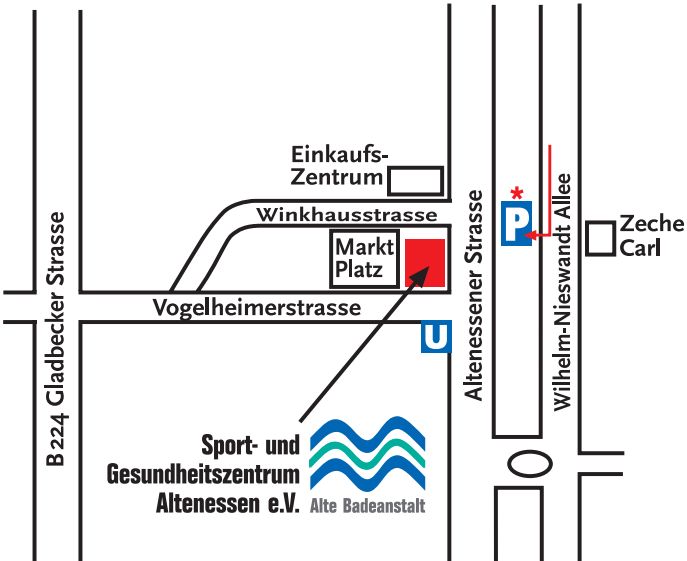 Einkaufs-
Zentrum
Winkhausstrasse
Markt
Platz
Vogelheimerstrasse
B224 Gladbecker Strasse
Altenessener Strasse
*
P
Wilhelm-Nieswandt Allee
Zeche
Carl
U
Sport- und
Gesundheitszentrum
Altenessen e.V.
Alte Badeanstalt